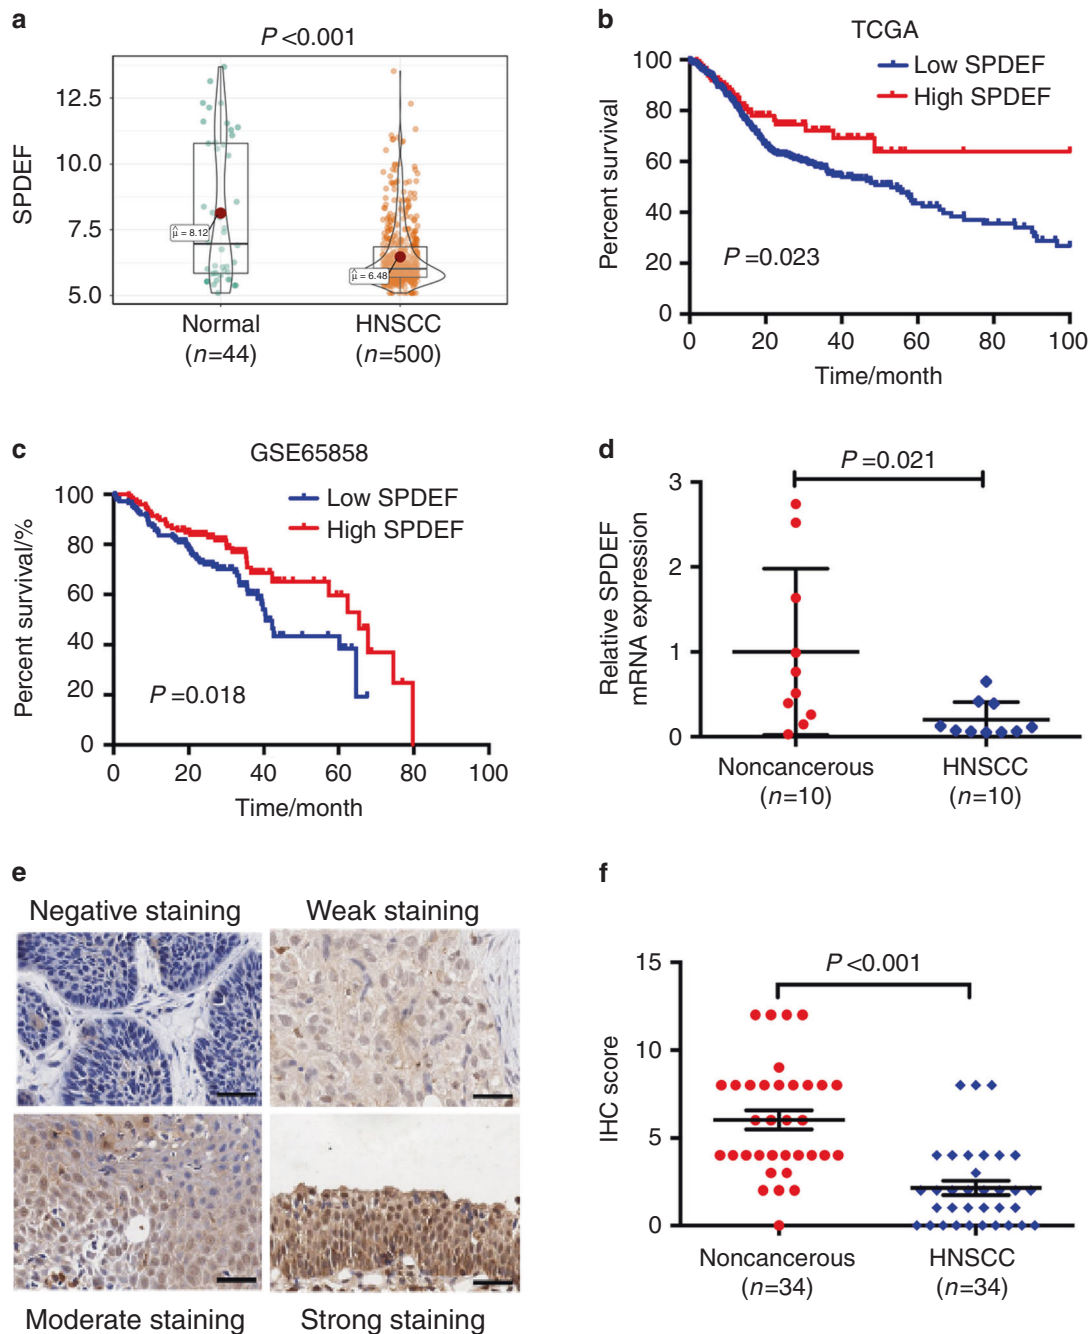 a
P <0.001
SPDEF
12.5
10.0
7.5
5.0
μ̂ = 8.12
μ̂ = 6.48
Normal
(n=44)
HNSCC
(n=500)
b
TCGA
Low SPDEF
High SPDEF
Percent survival
100
80
60
40
20
0
P =0.023
0 20 40 60 80 100
Time/month
c
GSE65858
Low SPDEF
High SPDEF
Percent survival/%
100
80
60
40
20
0
P =0.018
0 20 40 60 80 100
Time/month
d
P =0.021
Relative SPDEF
mRNA expression
3
2
1
0
Noncancerous
(n=10)
HNSCC
(n=10)
e
Negative staining
Weak staining
Moderate staining
Strong staining
f
P <0.001
IHC score
15
10
5
0
Noncancerous
(n=34)
HNSCC
(n=34)